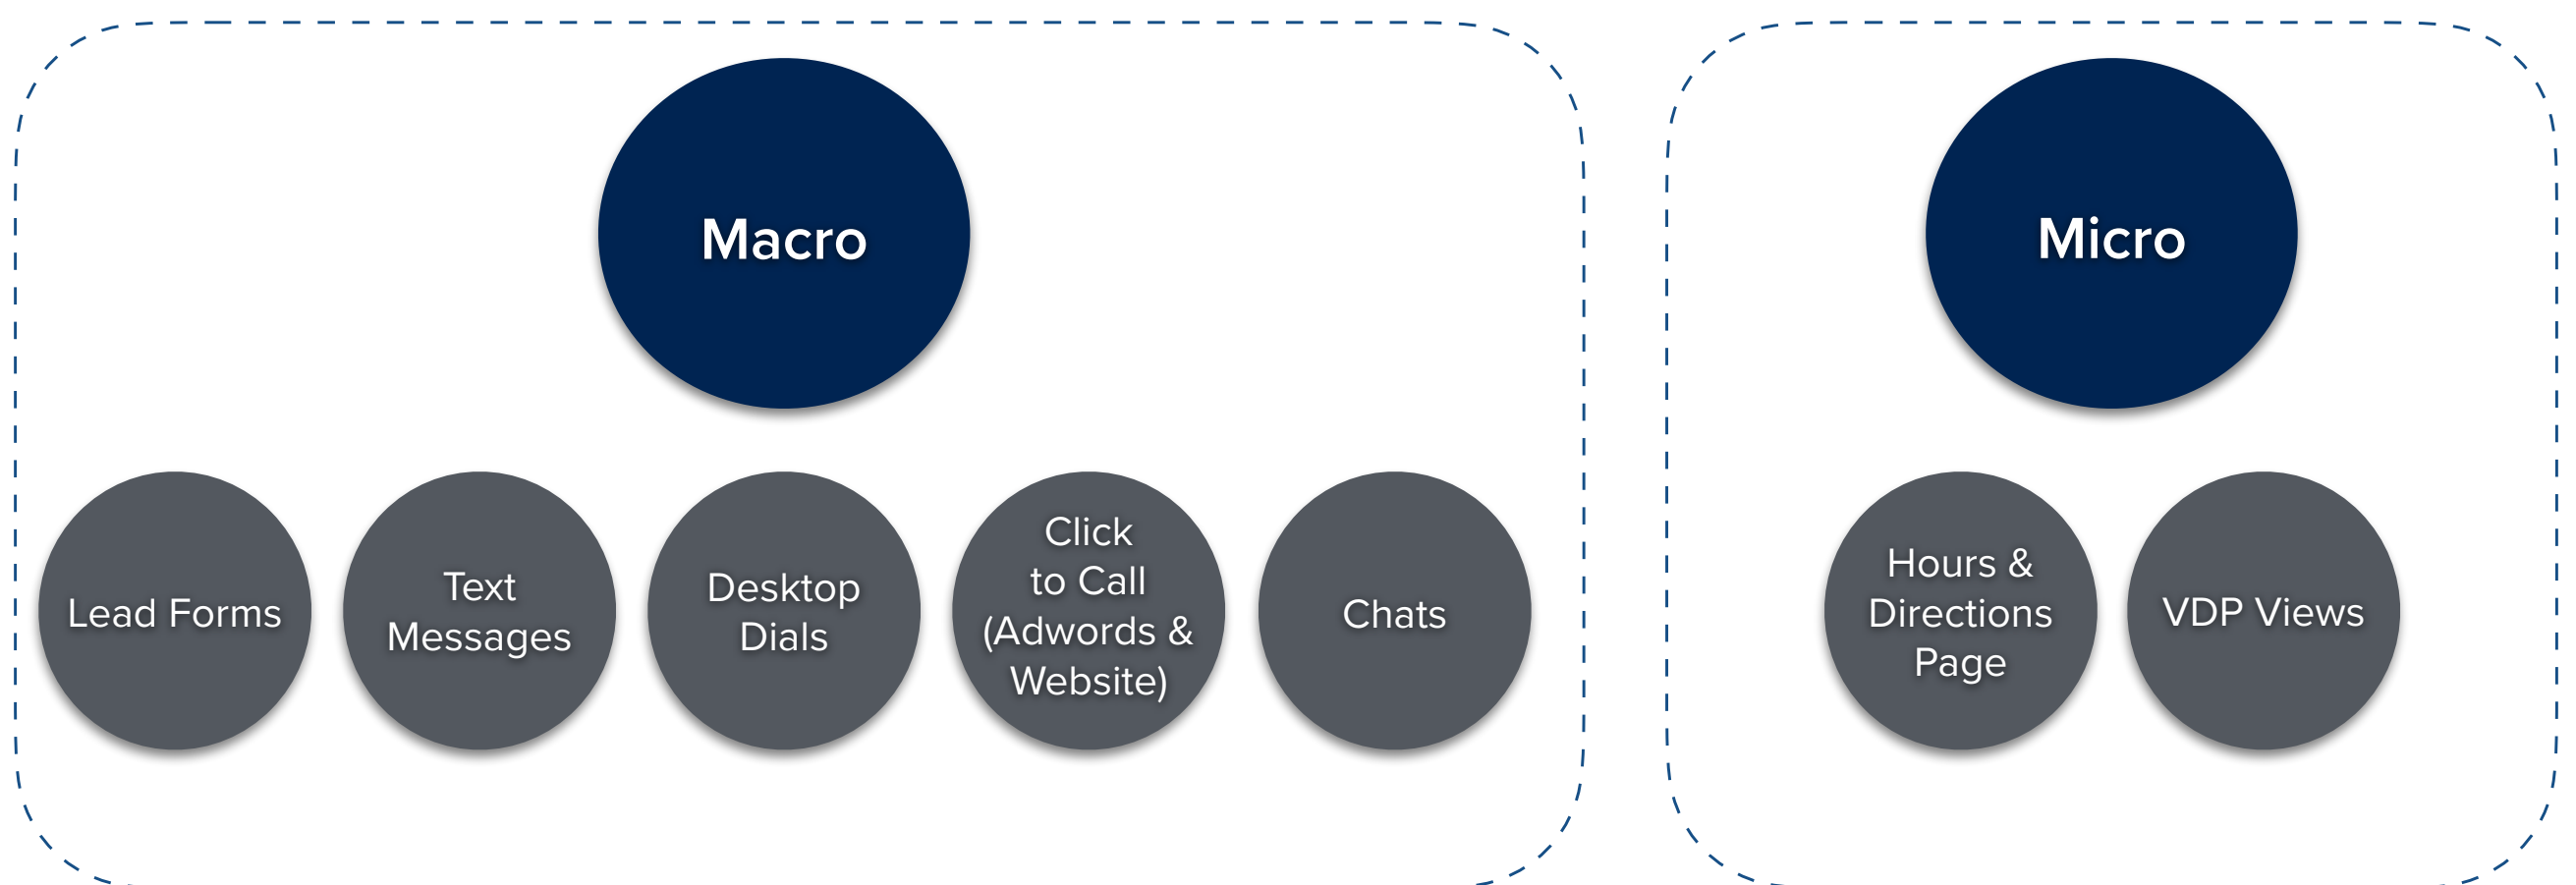 Macro
Lead Forms
Text
Messages
Desktop
Dials
Click
to Call
(Adwords &
Website)
Chats
Micro
Hours &
Directions
Page
VDP Views